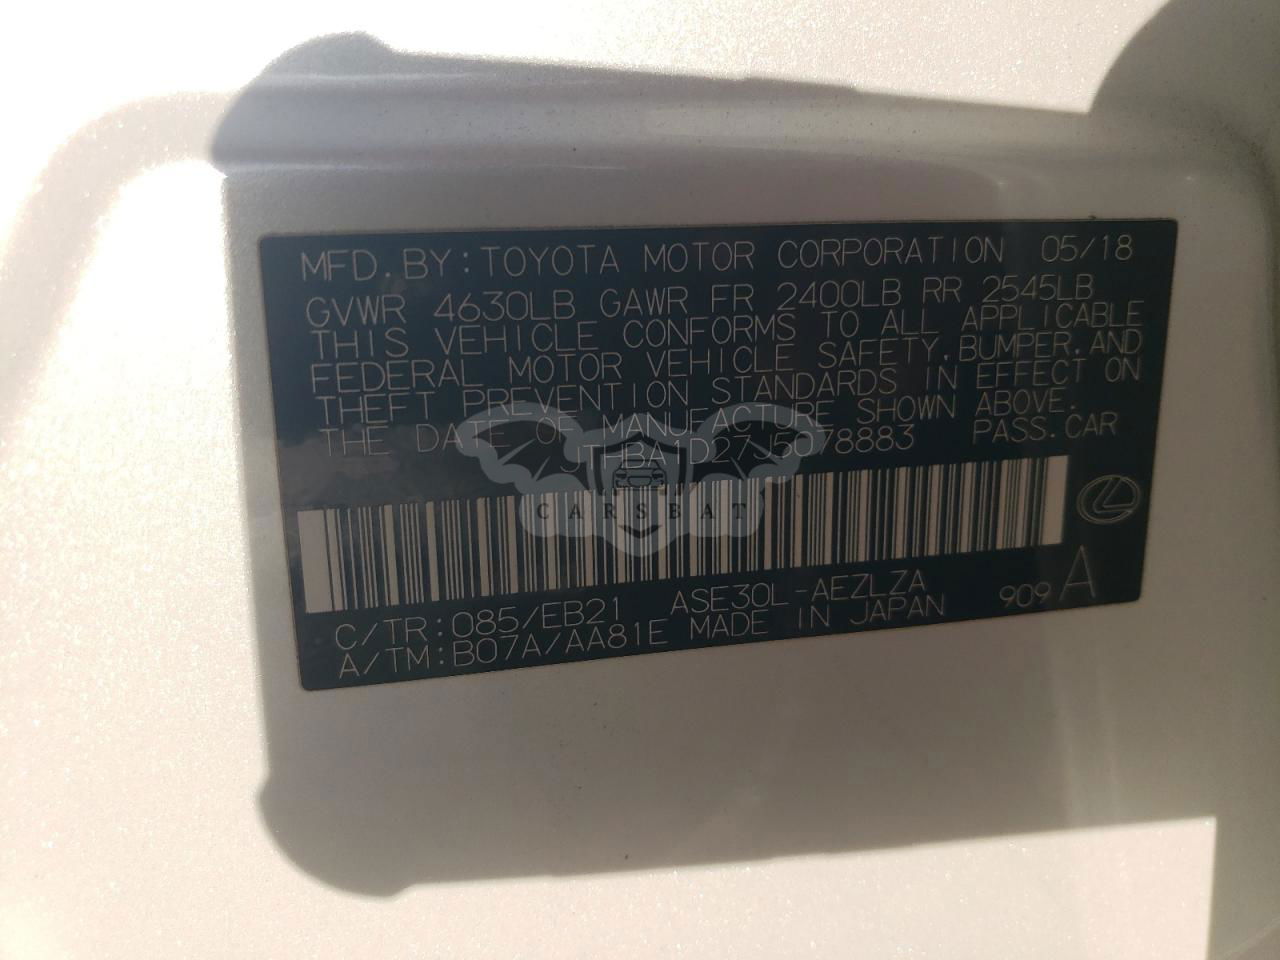 MFD. BY: TOYOTA MOTOR CORPORATION 05/18
GVWR 4630LB GAWR FR 2400LB RR 2545LB
THIS VEHICLE CONFORMS TO ALL APPLICABLE
FEDERAL MOTOR VEHICLE SAFETY, BUMPER, AND
THEFT PREVENTION STANDARDS IN EFFECT ON
THE DATE OF MANUFACTURE SHOWN ABOVE.
PASS. CAR
CARSBAT
C/TR: 085/EB21 ASE30L-AEZLZA
A/TM: B07A/AA81E MADE IN JAPAN 909 A